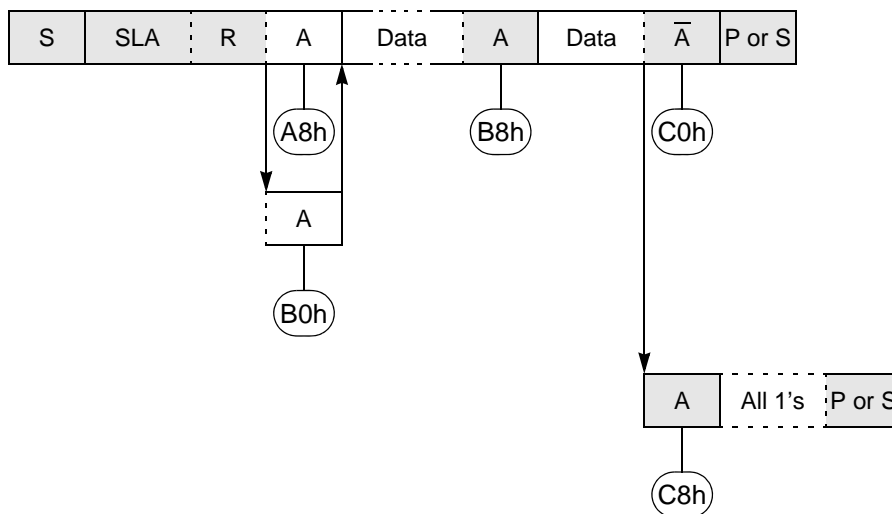 S SLA R A Data A Data A̅ P or S
A8h B8h C0h
A
B0h
A All 1's P or S
C8h